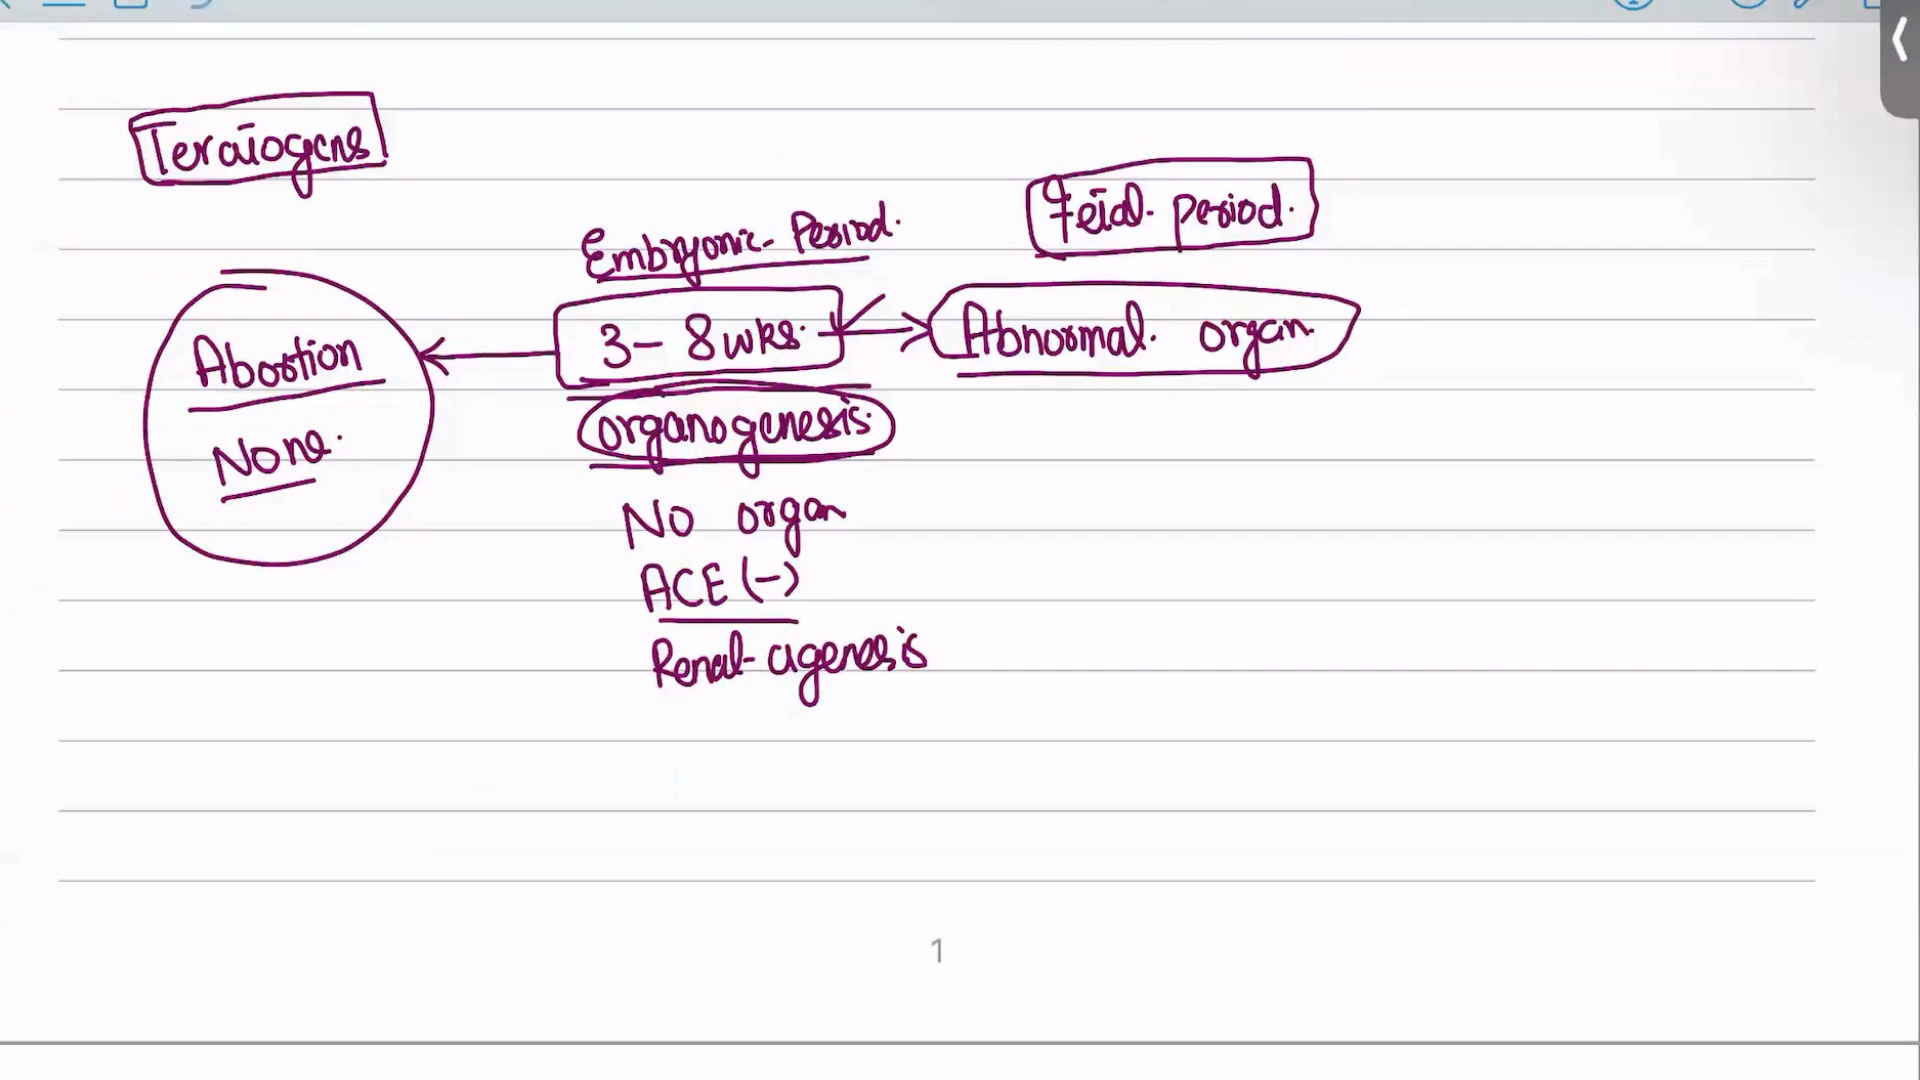 Teratogens
Fetal period.
Embryonic Period.
Abortion
None.
3 - 8 wks.
Abnormal organ.
organogenesis.
No organ
ACE (-)
Renal agenesis
1